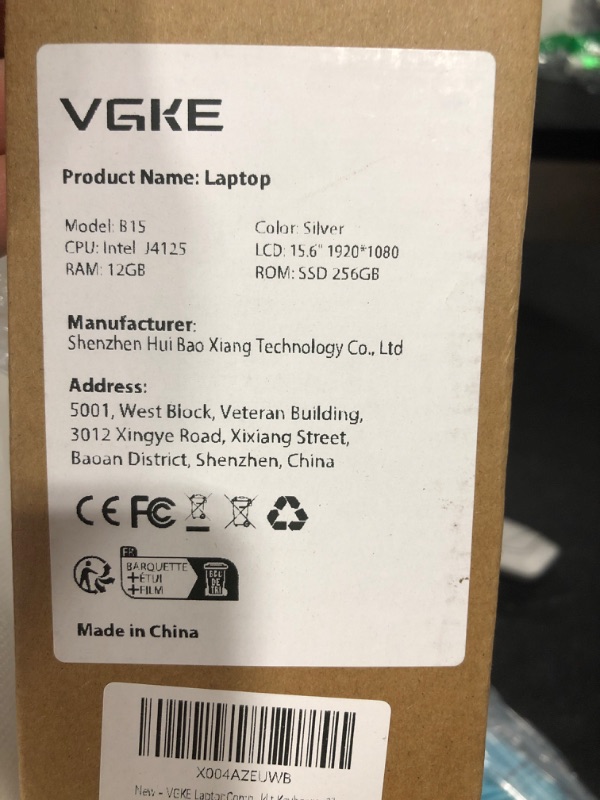 VGKE
Product Name: Laptop
Model: B15
Color: Silver
CPU: Intel J4125
LCD: 15.6" 1920*1080
RAM: 12GB
ROM: SSD 256GB
Manufacturer:
Shenzhen Hui Bao Xiang Technology Co., Ltd
Address:
5001, West Block, Veteran Building,
3012 Xingye Road, Xixiang Street,
Baoan District, Shenzhen, China
CE FC
FR
BARQUETTE
+ÉTUI
+FILM
Made in China
X004AZEUWB
New - VGKE Laptop